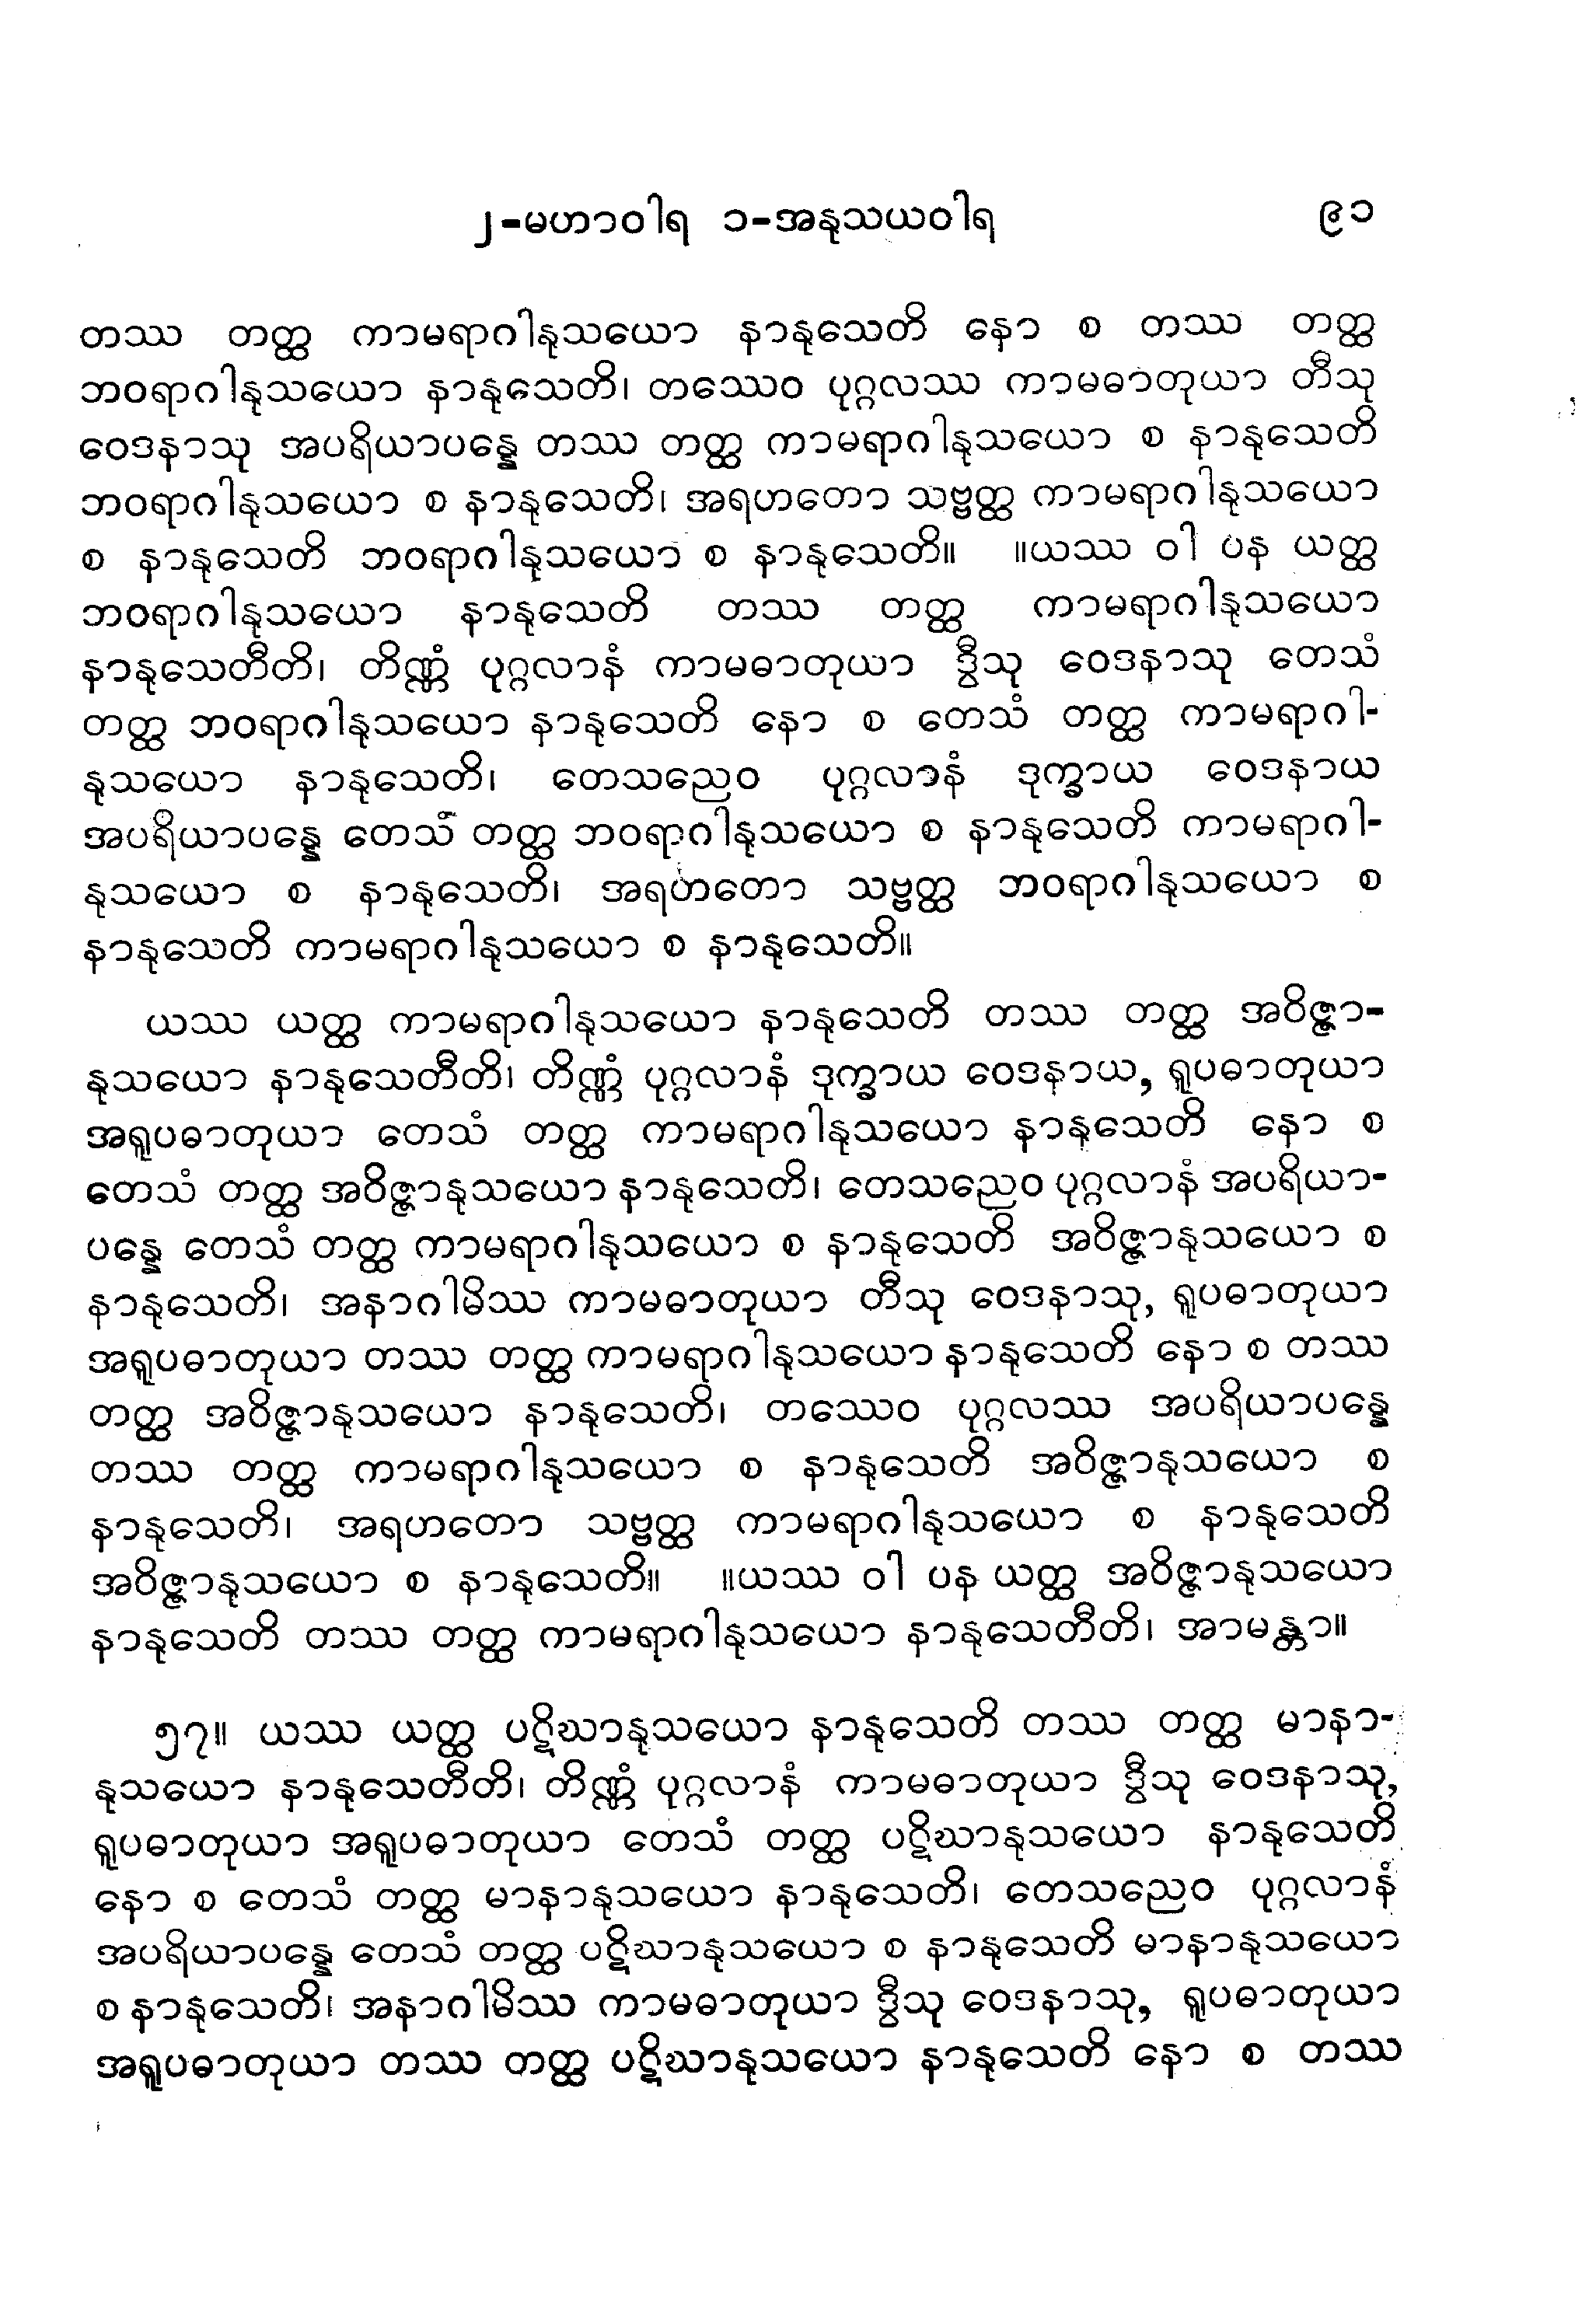 ၂-မဟာဝါရ ၁-အနုသယဝါရ ၉၁
တဿ တတ္ထ ကာမရာဂါနုသယော နာနုသေတိ နော စ တဿ တတ္ထ
ဘဝရာဂါနုသယော နာနုသေတိ၊ တဿေဝ ပုဂ္ဂလဿ ကာမဓာတုယာ တီသု
ဝေဒနာသု အပရိယာပန္နေ တဿ တတ္ထ ကာမရာဂါနုသယော စ နာနုသေတိ
ဘဝရာဂါနုသယော စ နာနုသေတိ၊ အရဟတော သဗ္ဗတ္ထ ကာမရာဂါနုသယော
စ နာနုသေတိ ဘဝရာဂါနုသယော စ နာနုသေတိ။ ။ယဿ ဝါ ပန ယတ္ထ
ဘဝရာဂါနုသယော နာနုသေတိ တဿ တတ္ထ ကာမရာဂါနုသယော
နာနုသေတီတိ၊ တိဏ္ဏံ ပုဂ္ဂလာနံ ကာမဓာတုယာ ဒွီသု ဝေဒနာသု တေသံ
တတ္ထ ဘဝရာဂါနုသယော နာနုသေတိ နော စ တေသံ တတ္ထ ကာမရာဂါ-
နုသယော နာနုသေတိ၊ တေသညေဝ ပုဂ္ဂလာနံ ဒုက္ခာယ ဝေဒနာယ
အပရိယာပန္နေ တေသံ တတ္ထ ဘဝရာဂါနုသယော စ နာနုသေတိ ကာမရာဂါ-
နုသယော စ နာနုသေတိ၊ အရဟတော သဗ္ဗတ္ထ ဘဝရာဂါနုသယော စ
နာနုသေတိ ကာမရာဂါနုသယော စ နာနုသေတိ။
ယဿ ယတ္ထ ကာမရာဂါနုသယော နာနုသေတိ တဿ တတ္ထ အဝိဇ္ဇာ-
နုသယော နာနုသေတီတိ၊ တိဏ္ဏံ ပုဂ္ဂလာနံ ဒုက္ခာယ ဝေဒနာယ, ရူပဓာတုယာ
အရူပဓာတုယာ တေသံ တတ္ထ ကာမရာဂါနုသယော နာနုသေတိ နော စ
တေသံ တတ္ထ အဝိဇ္ဇာနုသယော နာနုသေတိ၊ တေသညေဝ ပုဂ္ဂလာနံ အပရိယာ-
ပန္နေ တေသံ တတ္ထ ကာမရာဂါနုသယော စ နာနုသေတိ အဝိဇ္ဇာနုသယော စ
နာနုသေတိ၊ အနာဂါမိဿ ကာမဓာတုယာ တီသု ဝေဒနာသု, ရူပဓာတုယာ
အရူပဓာတုယာ တဿ တတ္ထ ကာမရာဂါနုသယော နာနုသေတိ နော စ တဿ
တတ္ထ အဝိဇ္ဇာနုသယော နာနုသေတိ၊ တဿေဝ ပုဂ္ဂလဿ အပရိယာပန္နေ
တဿ တတ္ထ ကာမရာဂါနုသယော စ နာနုသေတိ အဝိဇ္ဇာနုသယော စ
နာနုသေတိ၊ အရဟတော သဗ္ဗတ္ထ ကာမရာဂါနုသယော စ နာနုသေတိ
အဝိဇ္ဇာနုသယော စ နာနုသေတိ။ ။ယဿ ဝါ ပန ယတ္ထ အဝိဇ္ဇာနုသယော
နာနုသေတိ တဿ တတ္ထ ကာမရာဂါနုသယော နာနုသေတီတိ၊ အာမန္တာ။
၅၇။ ယဿ ယတ္ထ ပဋိဃာနုသယော နာနုသေတိ တဿ တတ္ထ မာနာ-
နုသယော နာနုသေတီတိ၊ တိဏ္ဏံ ပုဂ္ဂလာနံ ကာမဓာတုယာ ဒွီသု ဝေဒနာသု,
ရူပဓာတုယာ အရူပဓာတုယာ တေသံ တတ္ထ ပဋိဃာနုသယော နာနုသေတိ
နော စ တေသံ တတ္ထ မာနာနုသယော နာနုသေတိ၊ တေသညေဝ ပုဂ္ဂလာနံ
အပရိယာပန္နေ တေသံ တတ္ထ ပဋိဃာနုသယော စ နာနုသေတိ မာနာနုသယော
စ နာနုသေတိ၊ အနာဂါမိဿ ကာမဓာတုယာ ဒွီသု ဝေဒနာသု, ရူပဓာတုယာ
အရူပဓာတုယာ တဿ တတ္ထ ပဋိဃာနုသယော နာနုသေတိ နော စ တဿ